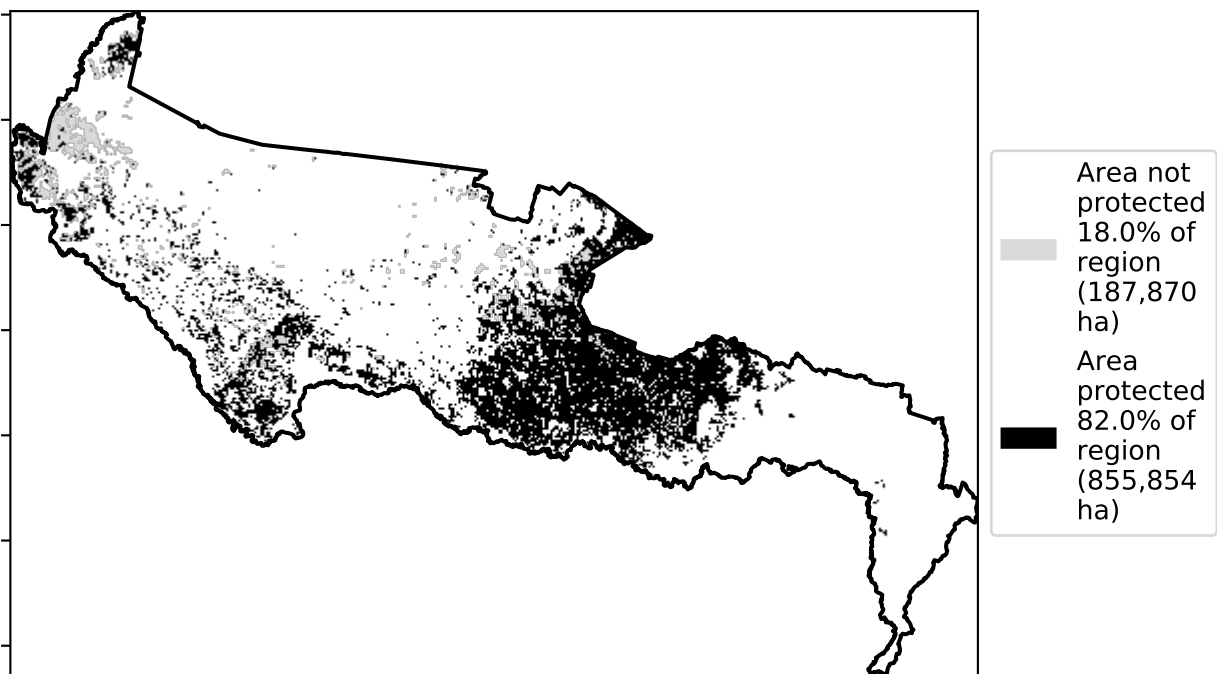 Area not
protected
18.0% of
region
(187,870
ha)
Area
protected
82.0% of
region
(855,854
ha)